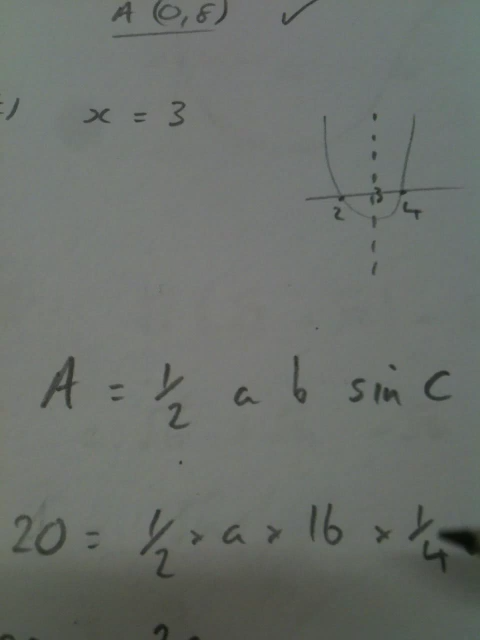 A (0,8) ✓
x = 3
2 3 4
A = 1/2 a b sin C
20 = 1/2 × a × 16 × 1/4